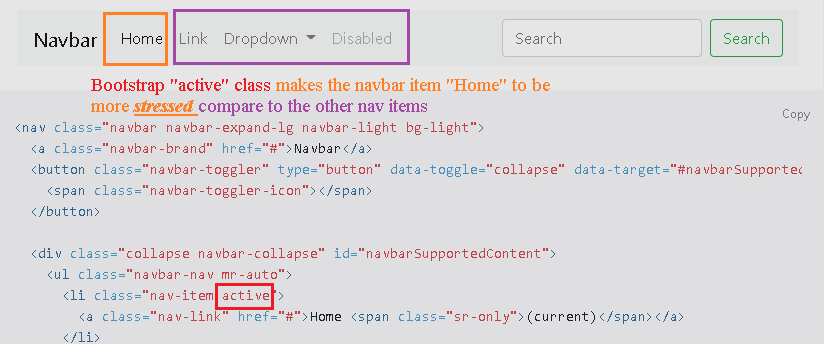 Navbar Home Link Dropdown Disabled Search Search
Bootstrap "active" class makes the navbar item "Home" to be
more stressed compare to the other nav items
Copy
<nav class="navbar navbar-expand-lg navbar-light bg-light">
  <a class="navbar-brand" href="#">Navbar</a>
  <button class="navbar-toggler" type="button" data-toggle="collapse" data-target="#navbarSupported
    <span class="navbar-toggler-icon"></span>
  </button>
  <div class="collapse navbar-collapse" id="navbarSupportedContent">
    <ul class="navbar-nav mr-auto">
      <li class="nav-item active">
        <a class="nav-link" href="#">Home <span class="sr-only">(current)</span></a>
      </li>